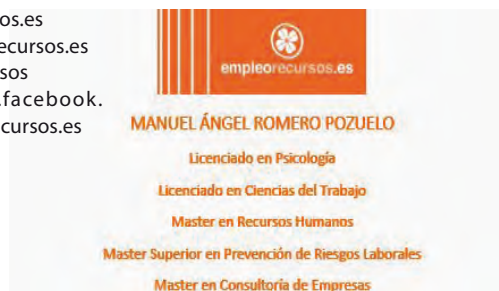 os.es
ecursos.es
sos
.facebook.
cursos.es
empleorecursos.es
MANUEL ÁNGEL ROMERO POZUELO
Licenciado en Psicología
Licenciado en Ciencias del Trabajo
Master en Recursos Humanos
Master Superior en Prevención de Riesgos Laborales
Master en Consultoría de Empresas